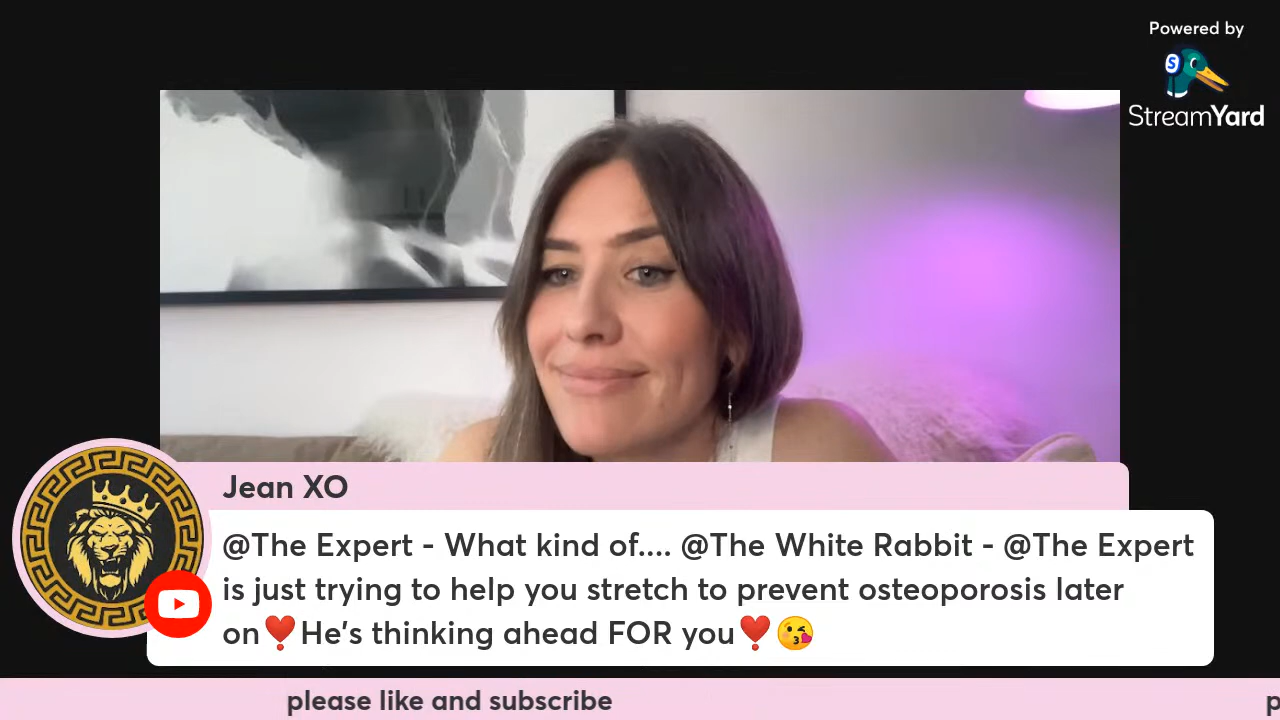 Powered by
StreamYard
Jean XO
@The Expert - What kind of.... @The White Rabbit - @The Expert
is just trying to help you stretch to prevent osteoporosis later
on❣️He's thinking ahead FOR you❣️😘
please like and subscribe
p